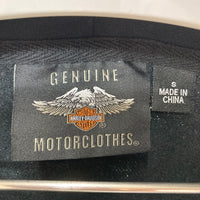 GENUINE
HARLEY-DAVIDSON
MOTORCLOTHES®
S
MADE IN
CHINA